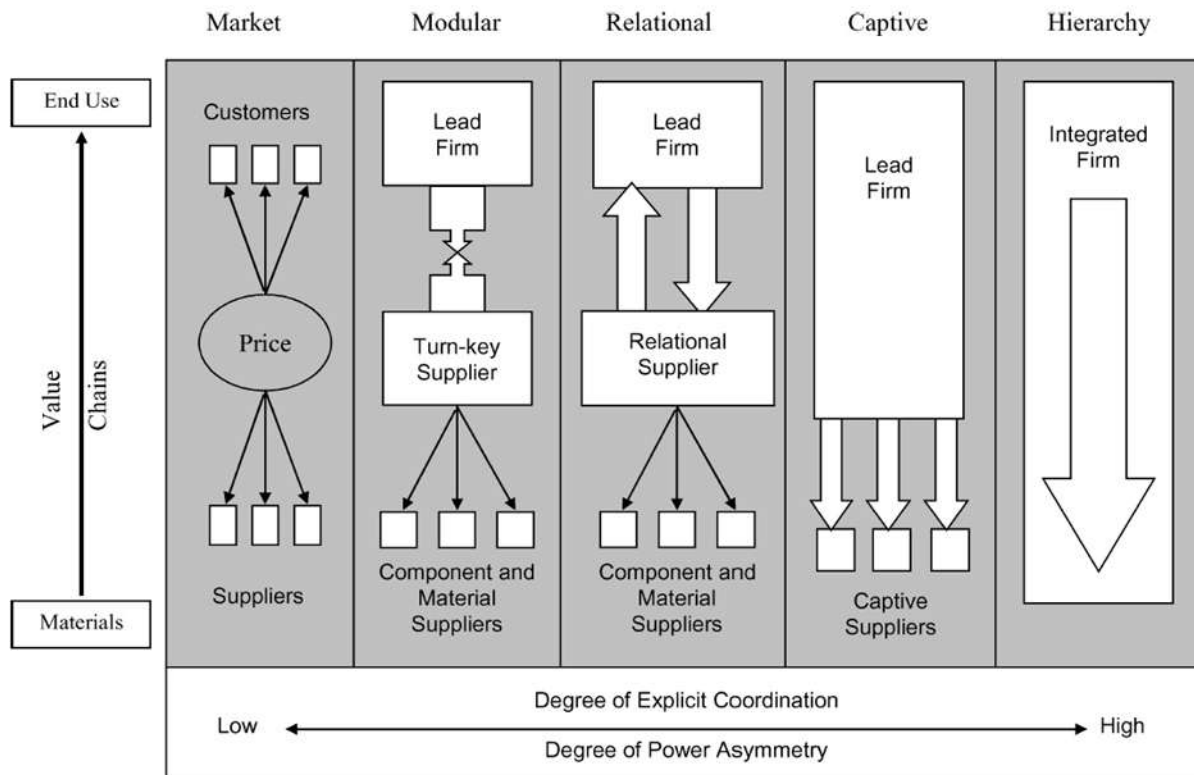 Market
Modular
Relational
Captive
Hierarchy
End Use
Value
Chains
Materials
Customers
Price
Suppliers
Lead
Firm
Turn-key
Supplier
Component and
Material
Suppliers
Lead
Firm
Relational
Supplier
Component and
Material
Suppliers
Lead
Firm
Captive
Suppliers
Integrated
Firm
Degree of Explicit Coordination
Low
High
Degree of Power Asymmetry